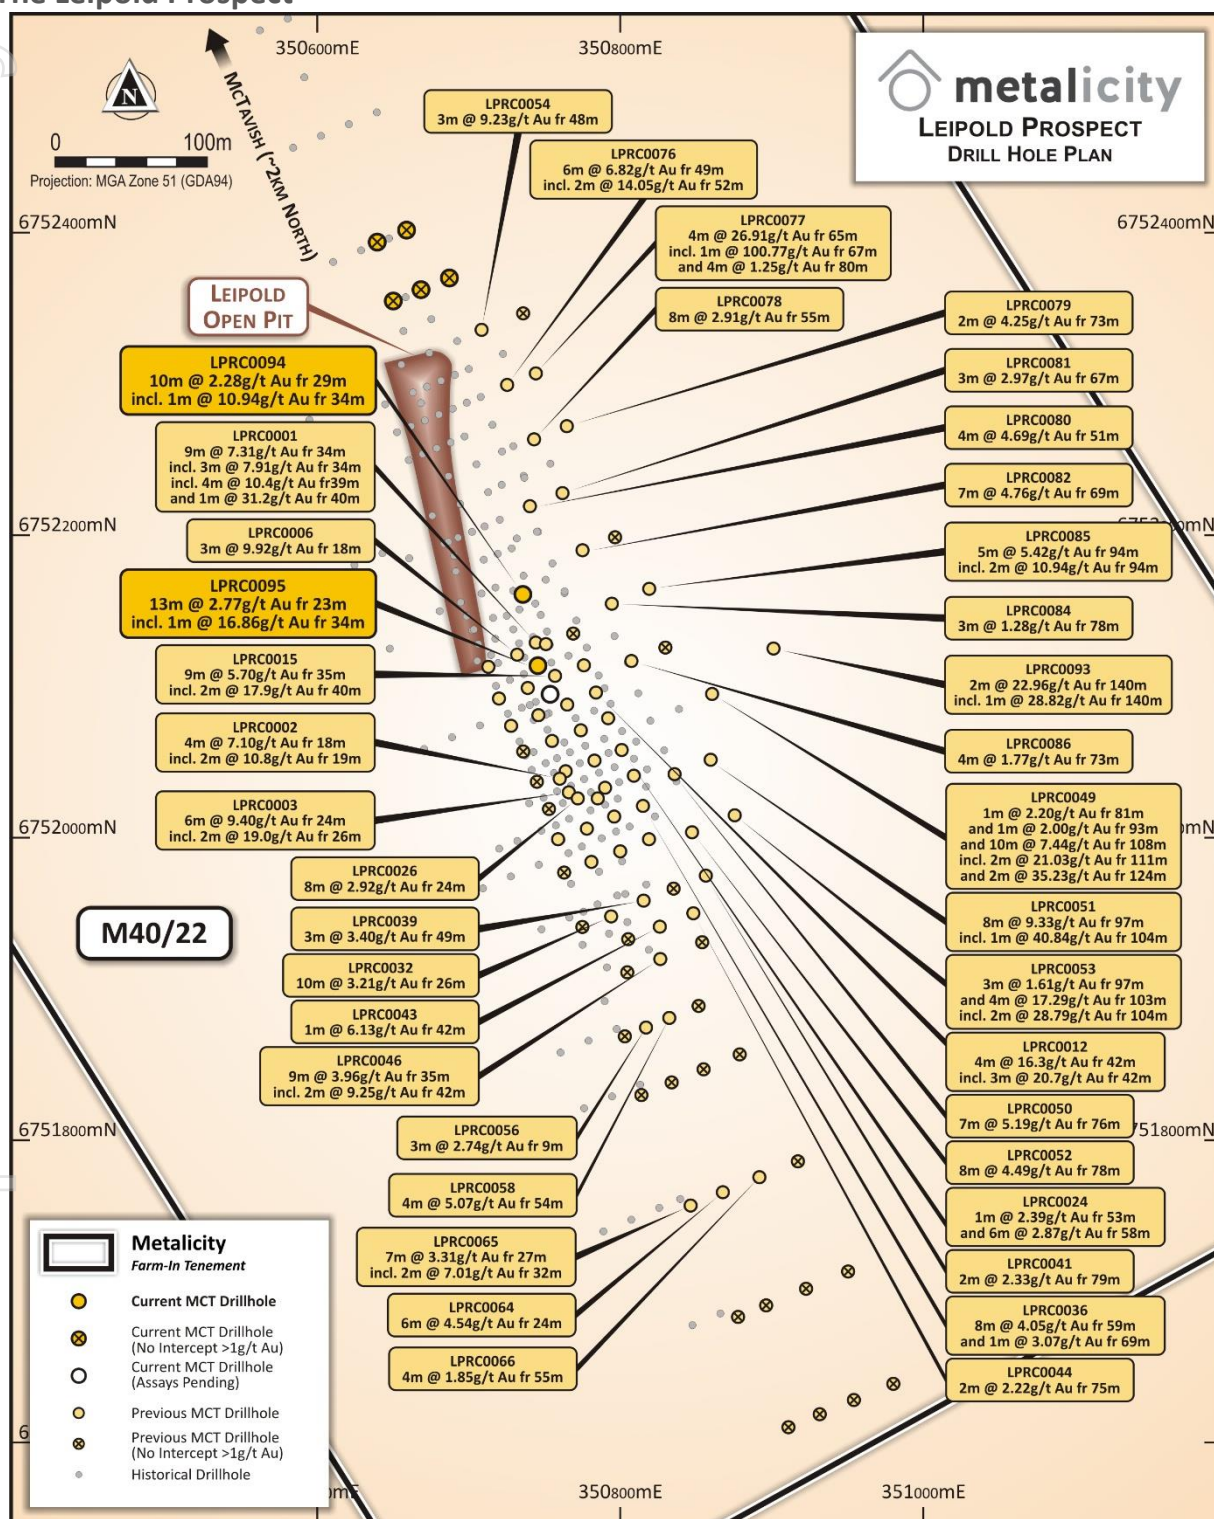 The Leipold Prospect
350600mE
350800mE
metalicity
LEIPOLD PROSPECT
DRILL HOLE PLAN
N
0 100m
Projection: MGA Zone 51 (GDA94)
MCTAVISH (~2KM NORTH)
LPRC0054
3m @ 9.23g/t Au fr 48m
LPRC0076
6m @ 6.82g/t Au fr 49m
incl. 2m @ 14.05g/t Au fr 52m
6752400mN
6752400mN
LPRC0077
4m @ 26.91g/t Au fr 65m
incl. 1m @ 100.77g/t Au fr 67m
and 4m @ 1.25g/t Au fr 80m
LEIPOLD
OPEN PIT
LPRC0078
8m @ 2.91g/t Au fr 55m
LPRC0079
2m @ 4.25g/t Au fr 73m
LPRC0094
10m @ 2.28g/t Au fr 29m
incl. 1m @ 10.94g/t Au fr 34m
LPRC0081
3m @ 2.97g/t Au fr 67m
LPRC0001
9m @ 7.31g/t Au fr 34m
incl. 3m @ 7.91g/t Au fr 34m
incl. 4m @ 10.4g/t Au fr39m
and 1m @ 31.2g/t Au fr 40m
LPRC0080
4m @ 4.69g/t Au fr 51m
LPRC0082
7m @ 4.76g/t Au fr 69m
6752200mN
LPRC0006
3m @ 9.92g/t Au fr 18m
LPRC0085
5m @ 5.42g/t Au fr 94m
incl. 2m @ 10.94g/t Au fr 94m
LPRC0095
13m @ 2.77g/t Au fr 23m
incl. 1m @ 16.86g/t Au fr 34m
LPRC0084
3m @ 1.28g/t Au fr 78m
LPRC0015
9m @ 5.70g/t Au fr 35m
incl. 2m @ 17.9g/t Au fr 40m
LPRC0093
2m @ 22.96g/t Au fr 140m
incl. 1m @ 28.82g/t Au fr 140m
LPRC0002
4m @ 7.10g/t Au fr 18m
incl. 2m @ 10.8g/t Au fr 19m
LPRC0086
4m @ 1.77g/t Au fr 73m
LPRC0003
6m @ 9.40g/t Au fr 24m
incl. 2m @ 19.0g/t Au fr 26m
6752000mN
LPRC0049
1m @ 2.20g/t Au fr 81m
and 1m @ 2.00g/t Au fr 93m
and 10m @ 7.44g/t Au fr 108m
incl. 2m @ 21.03g/t Au fr 111m
and 2m @ 35.23g/t Au fr 124m
LPRC0026
8m @ 2.92g/t Au fr 24m
LPRC0039
3m @ 3.40g/t Au fr 49m
LPRC0051
8m @ 9.33g/t Au fr 97m
incl. 1m @ 40.84g/t Au fr 104m
M40/22
LPRC0032
10m @ 3.21g/t Au fr 26m
LPRC0053
3m @ 1.61g/t Au fr 97m
and 4m @ 17.29g/t Au fr 103m
incl. 2m @ 28.79g/t Au fr 104m
LPRC0043
1m @ 6.13g/t Au fr 42m
LPRC0046
9m @ 3.96g/t Au fr 35m
incl. 2m @ 9.25g/t Au fr 42m
LPRC0012
4m @ 16.3g/t Au fr 42m
incl. 3m @ 20.7g/t Au fr 42m
6751800mN
LPRC0056
3m @ 2.74g/t Au fr 9m
LPRC0050
7m @ 5.19g/t Au fr 76m
751800mN
LPRC0052
8m @ 4.49g/t Au fr 78m
LPRC0058
4m @ 5.07g/t Au fr 54m
LPRC0024
1m @ 2.39g/t Au fr 53m
and 6m @ 2.87g/t Au fr 58m
LPRC0065
7m @ 3.31g/t Au fr 27m
incl. 2m @ 7.01g/t Au fr 32m
LPRC0041
2m @ 2.33g/t Au fr 79m
LPRC0064
6m @ 4.54g/t Au fr 24m
LPRC0036
8m @ 4.05g/t Au fr 59m
and 1m @ 3.07g/t Au fr 69m
LPRC0066
4m @ 1.85g/t Au fr 55m
LPRC0044
2m @ 2.22g/t Au fr 75m
Metalicity
Farm-In Tenement
Current MCT Drillhole
Current MCT Drillhole
(No Intercept >1g/t Au)
Current MCT Drillhole
(Assays Pending)
Previous MCT Drillhole
Previous MCT Drillhole
(No Intercept >1g/t Au)
Historical Drillhole
350800mE
351000mE